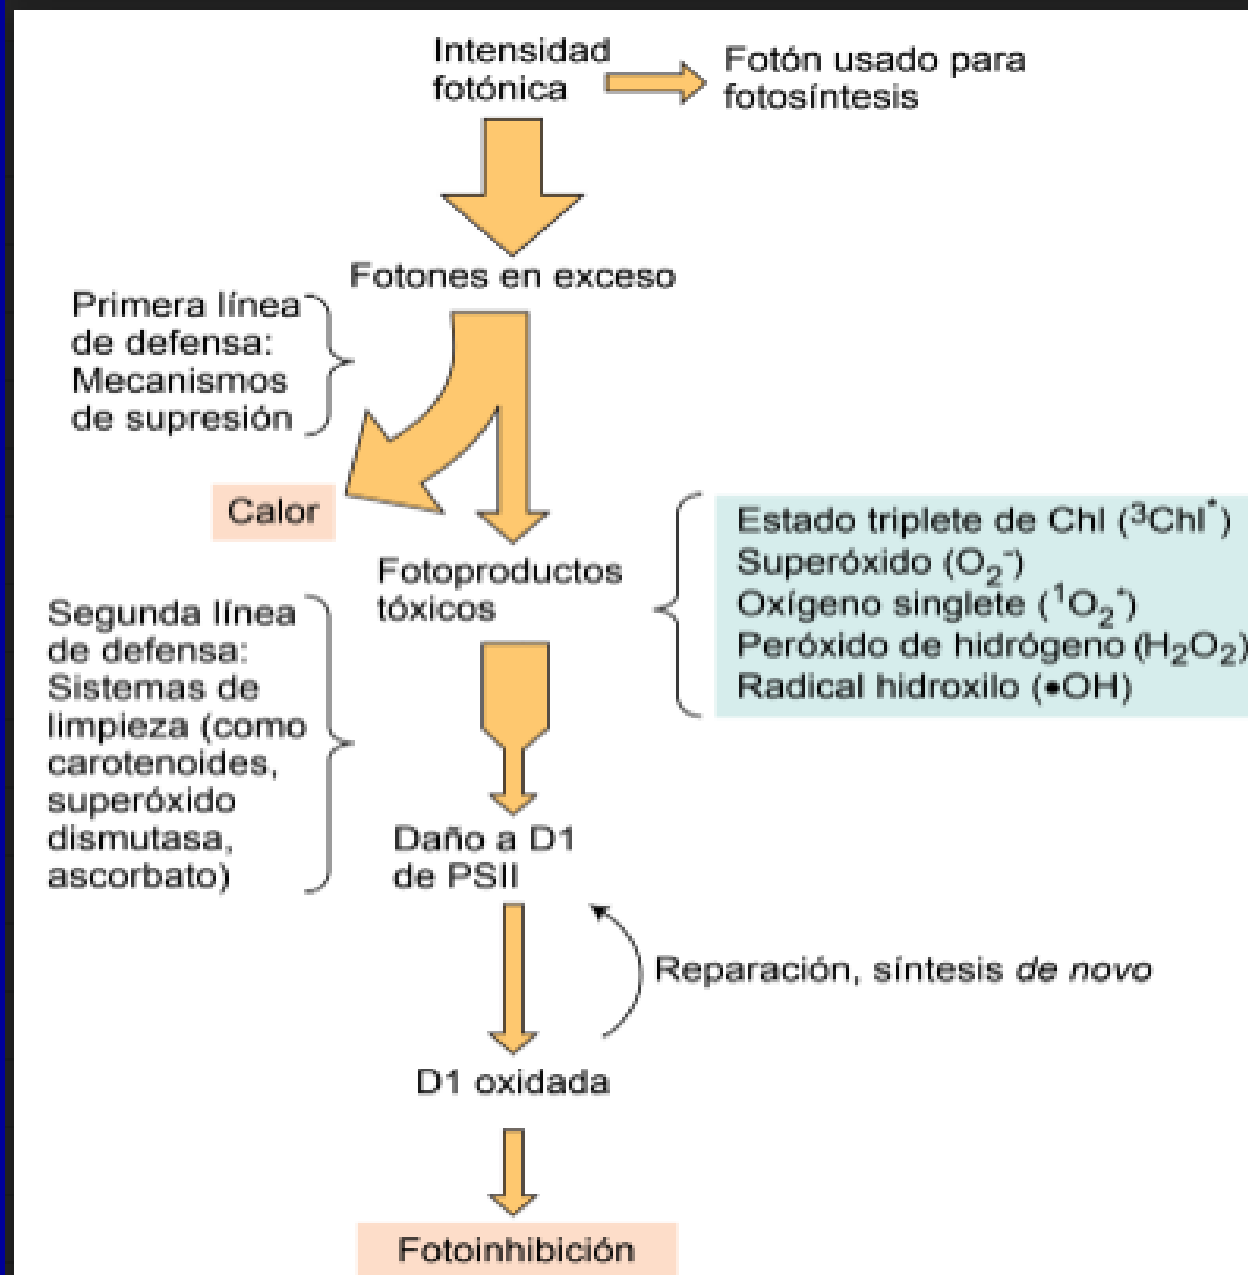 Intensidad
fotónica
Fotón usado para
fotosíntesis
Fotones en exceso
Primera línea
de defensa:
Mecanismos
de supresión
Calor
Fotoproductos
tóxicos
Estado triplete de Chl (³Chl*)
Superóxido (O₂⁻)
Oxígeno singlete (¹O₂*)
Peróxido de hidrógeno (H₂O₂)
Radical hidroxilo (•OH)
Segunda línea
de defensa:
Sistemas de
limpieza (como
carotenoides,
superóxido
dismutasa,
ascorbato)
Daño a D1
de PSII
Reparación, síntesis de novo
D1 oxidada
Fotoinhibición